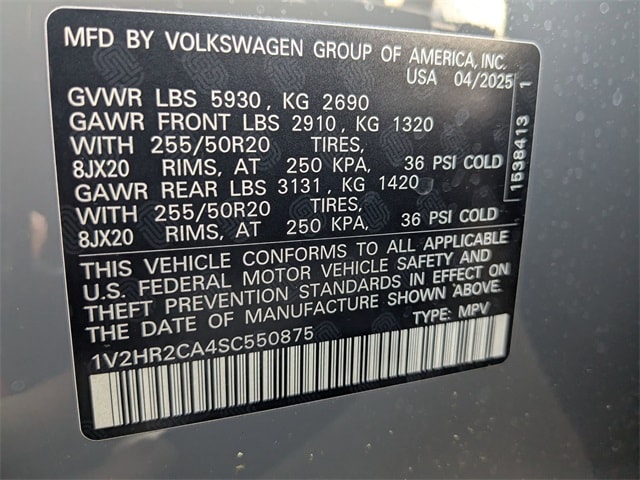 MFD BY VOLKSWAGEN GROUP OF AMERICA, INC.
USA 04/2025
GVWR LBS 5930, KG 2690
GAWR FRONT LBS 2910, KG 1320
WITH 255/50R20 TIRES,
8JX20 RIMS, AT 250 KPA, 36 PSI COLD
GAWR REAR LBS 3131, KG 1420
WITH 255/50R20 TIRES,
8JX20 RIMS, AT 250 KPA, 36 PSI COLD
THIS VEHICLE CONFORMS TO ALL APPLICABLE
U.S. FEDERAL MOTOR VEHICLE SAFETY AND
THEFT PREVENTION STANDARDS IN EFFECT ON
THE DATE OF MANUFACTURE SHOWN ABOVE.
1V2HR2CA4SC550875 TYPE: MPV
1538413 1